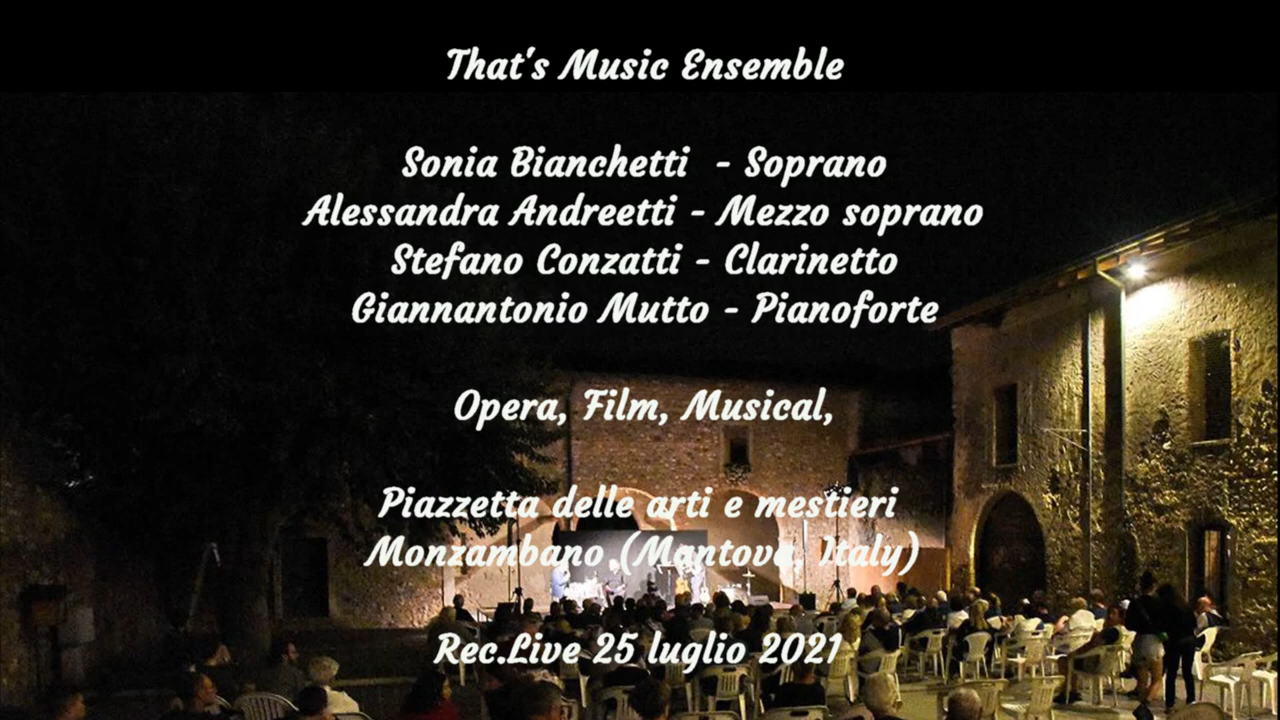 That's Music Ensemble
Sonia Bianchetti - Soprano
Alessandra Andreetti - Mezzo soprano
Stefano Conzatti - Clarinetto
Giannantonio Mutto - Pianoforte
Opera, Film, Musical,
Piazzetta delle arti e mestieri
Monzambano (Mantova, Italy)
Rec.Live 25 luglio 2021